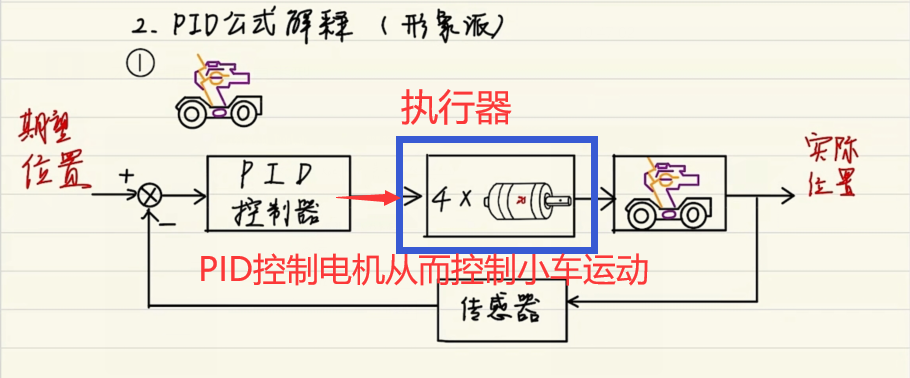 2. PID公式解释（形象派）
①
执行器
期望
位置
实际
位置
+
PID
控制器
4×
−
PID控制电机从而控制小车运动
传感器